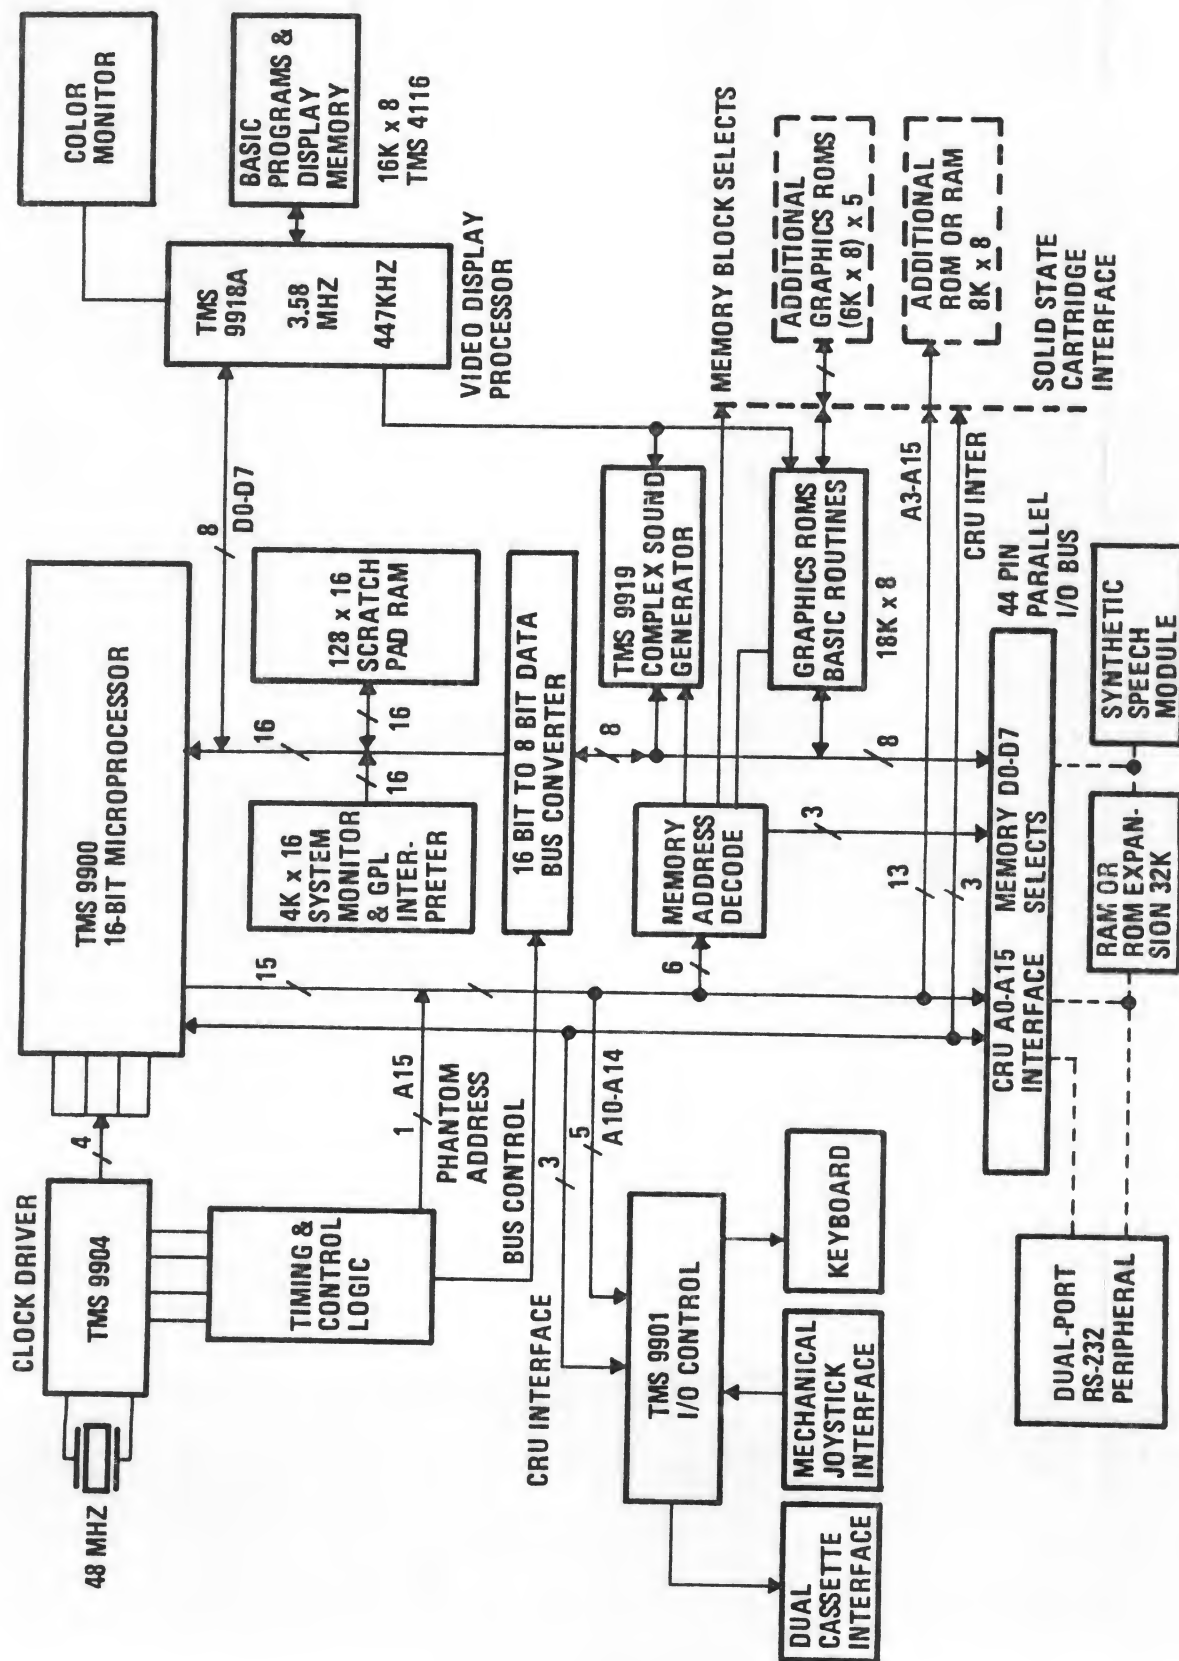 48 MHZ
CLOCK DRIVER
TMS 9904
4
TMS 9900
16-BIT MICROPROCESSOR
COLOR
MONITOR
TIMING &
CONTROL
LOGIC
1
A15
PHANTOM
ADDRESS
BUS CONTROL
15
4K x 16
SYSTEM
MONITOR
& GPL
INTER-
PRETER
16
16
16
128 x 16
SCRATCH
PAD RAM
8
D0-D7
TMS
9918A
3.58
MHZ
447KHZ
VIDEO DISPLAY
PROCESSOR
BASIC
PROGRAMS &
DISPLAY
MEMORY
16K x 8
TMS 4116
CRU INTERFACE
3
5
A10-A14
16 BIT TO 8 BIT DATA
BUS CONVERTER
8
TMS 9901
I/O CONTROL
6
MEMORY
ADDRESS
DECODE
TMS 9919
COMPLEX SOUND
GENERATOR
MEMORY BLOCK SELECTS
DUAL
CASSETTE
INTERFACE
MECHANICAL
JOYSTICK
INTERFACE
KEYBOARD
3
8
GRAPHICS ROMS
BASIC ROUTINES
18K x 8
ADDITIONAL
GRAPHICS ROMS
(6K x 8) x 5
13
A3-A15
ADDITIONAL
ROM OR RAM
8K x 8
3
CRU INTER
SOLID STATE
CARTRIDGE
INTERFACE
CRU A0-A15 MEMORY D0-D7
INTERFACE SELECTS
44 PIN
PARALLEL
I/O BUS
DUAL-PORT
RS-232
PERIPHERAL
RAM OR
ROM EXPAN-
SION 32K
SYNTHETIC
SPEECH
MODULE